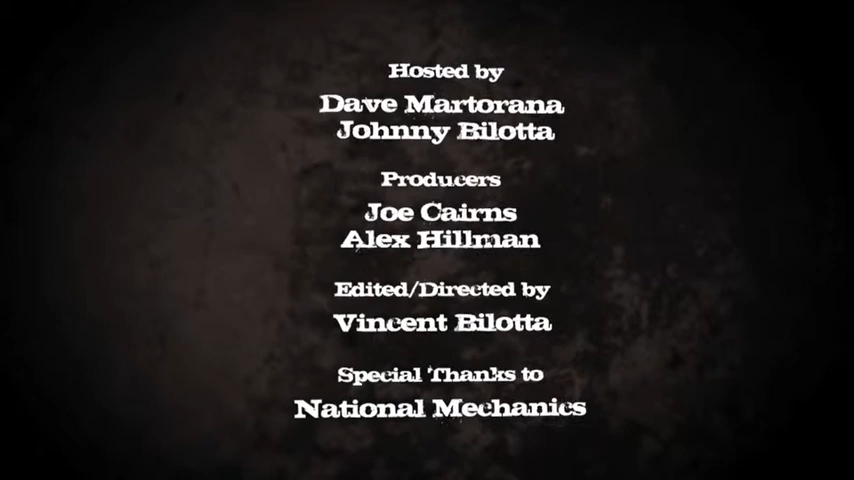 Hosted by
Dave Martorana
Johnny Bilotta
Producers
Joe Cairns
Alex Hillman
Edited/Directed by
Vincent Bilotta
Special Thanks to
National Mechanics